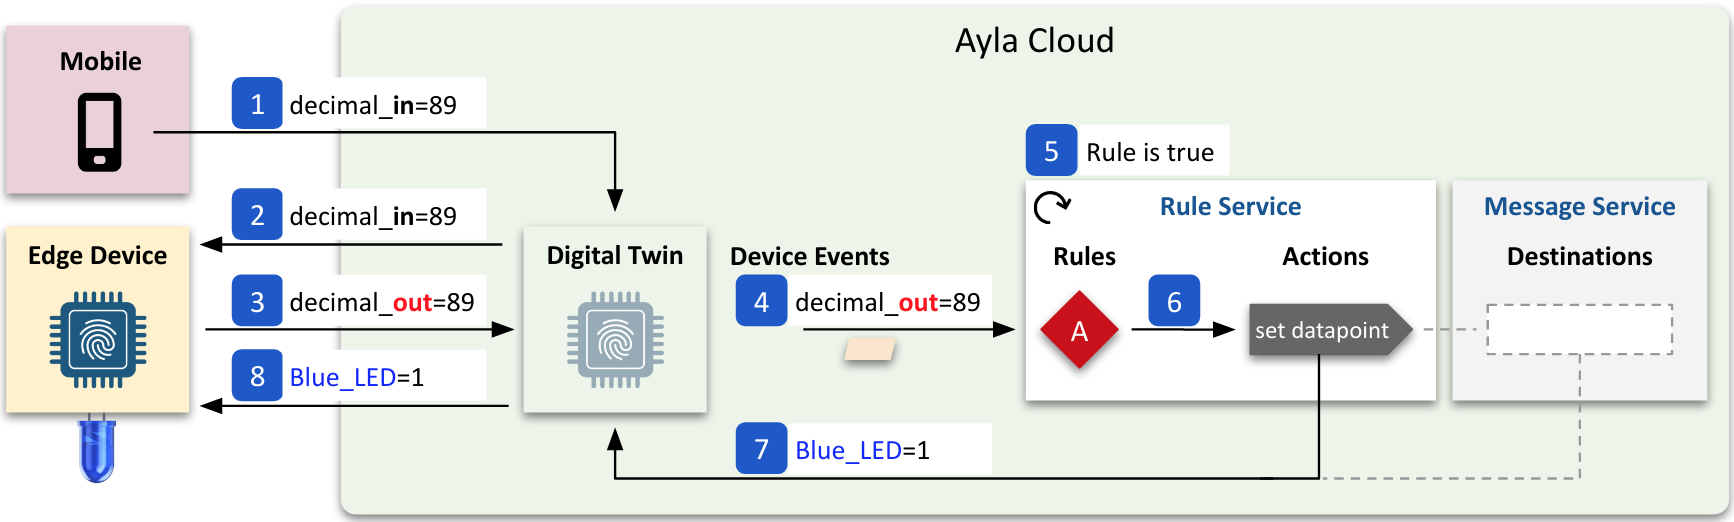 Ayla Cloud
Mobile
1 decimal_in=89
2 decimal_in=89
Edge Device
3 decimal_out=89
8 Blue_LED=1
Digital Twin
Device Events
4 decimal_out=89
5 Rule is true
Rule Service
Rules
Actions
A
6
set datapoint
Message Service
Destinations
7 Blue_LED=1